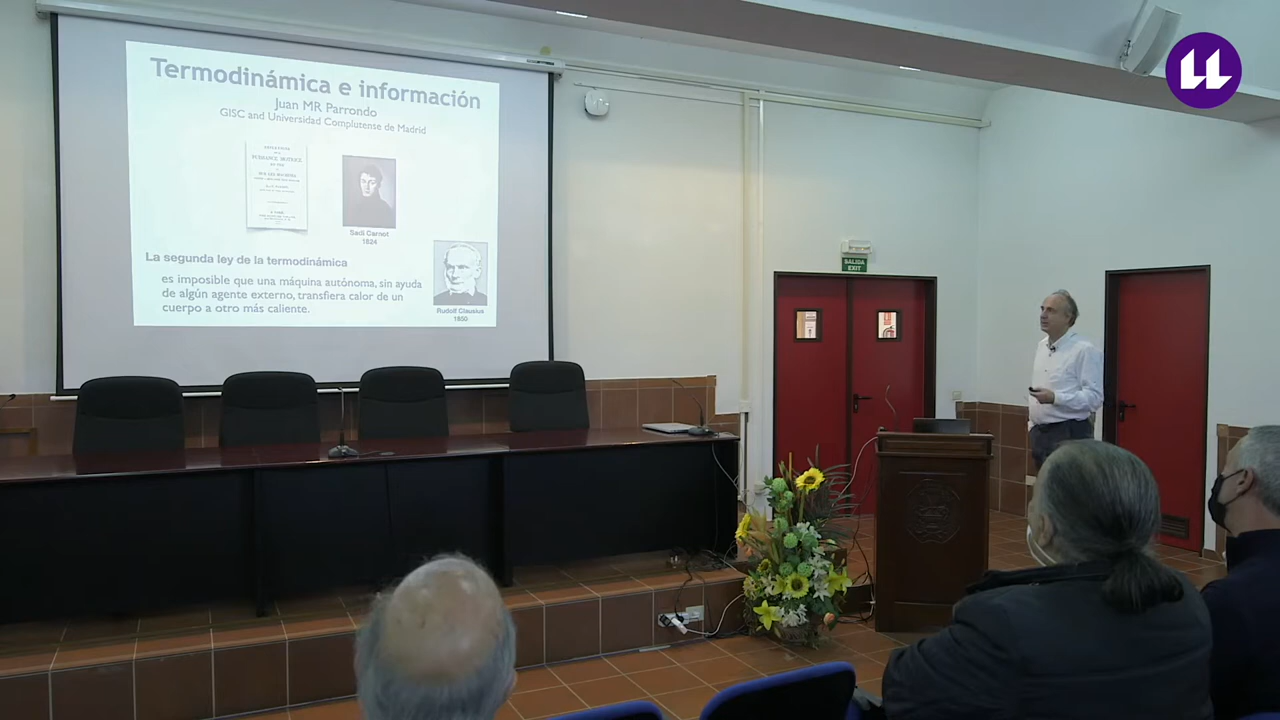 Termodinámica e información
Juan MR Parrondo
GISC and Universidad Complutense de Madrid
Sadi Carnot
1824
La segunda ley de la termodinámica
es imposible que una máquina autónoma, sin ayuda
de algún agente externo, transfiera calor de un
cuerpo a otro más caliente.
Rudolf Clausius
1850
SALIDA
EXIT